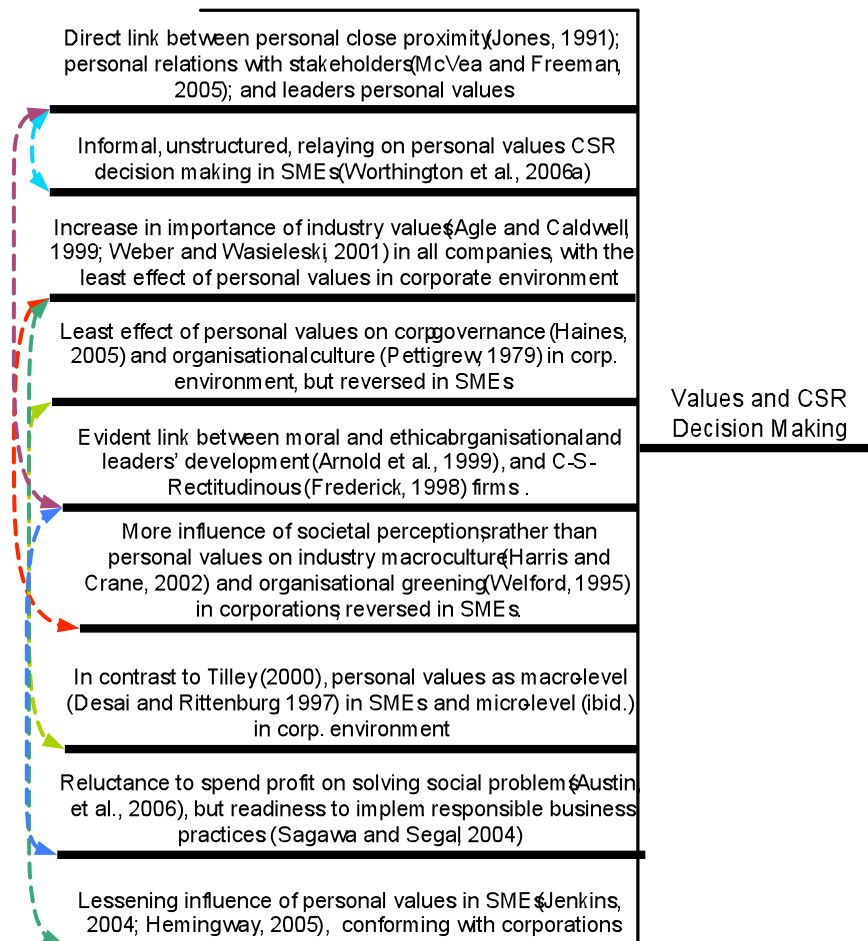 Direct link between personal close proximity (Jones, 1991);
personal relations with stakeholders (McVea and Freeman,
2005); and leaders personal values
Informal, unstructured, relaying on personal values CSR
decision making in SMEs (Worthington et al., 2006a)
Increase in importance of industry values (Agle and Caldwell,
1999; Weber and Wasieleski, 2001) in all companies, with the
least effect of personal values in corporate environment
Least effect of personal values on corp. governance (Haines,
2005) and organisational culture (Pettigrew, 1979) in corp.
environment, but reversed in SMEs
Evident link between moral and ethical organisational and
leaders' development (Arnold et al., 1999), and C-S-
Rectitudinous (Frederick, 1998) firms .
More influence of societal perceptions, rather than
personal values on industry macroculture (Harris and
Crane, 2002) and organisational greening (Welford, 1995)
in corporations, reversed in SMEs.
In contrast to Tilley (2000), personal values as macro-level
(Desai and Rittenburg 1997) in SMEs and micro-level (ibid.)
in corp. environment
Reluctance to spend profit on solving social problems (Austin,
et al., 2006), but readiness to implem responsible business
practices (Sagawa and Segal, 2004)
Lessening influence of personal values in SMEs (Jenkins,
2004; Hemingway, 2005), conforming with corporations
Values and CSR
Decision Making